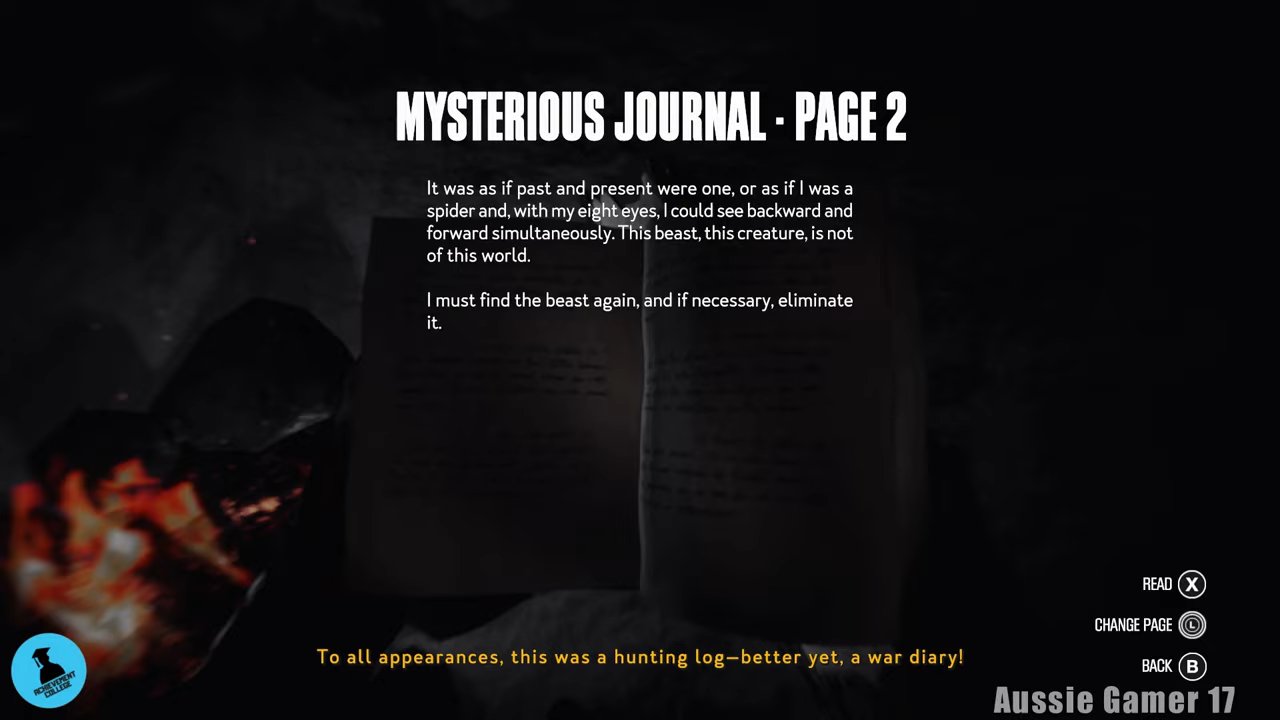 MYSTERIOUS JOURNAL · PAGE 2
It was as if past and present were one, or as if I was a
spider and, with my eight eyes, I could see backward and
forward simultaneously. This beast, this creature, is not
of this world.
I must find the beast again, and if necessary, eliminate
it.
READ X
CHANGE PAGE L
To all appearances, this was a hunting log—better yet, a war diary!
BACK B
ACHIEVEMENT
COLLEGE
Aussie Gamer 17